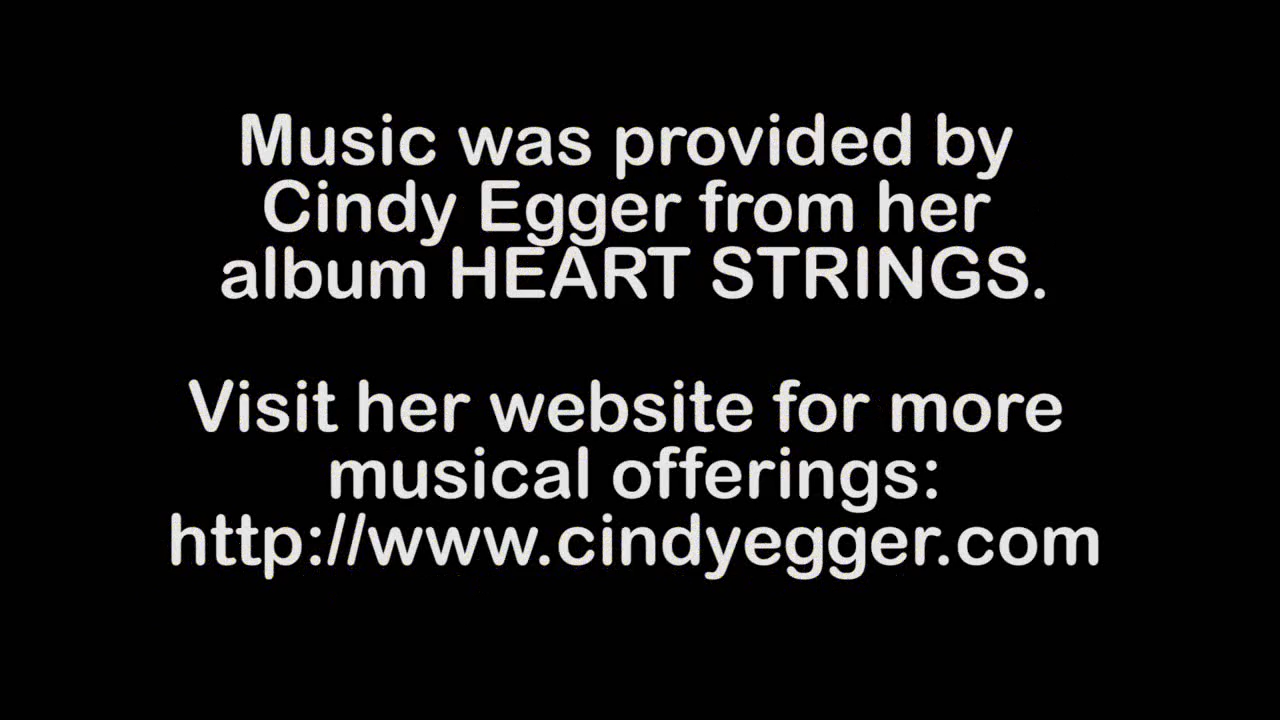 Music was provided by
Cindy Egger from her
album HEART STRINGS.
Visit her website for more
musical offerings:
http://www.cindyegger.com